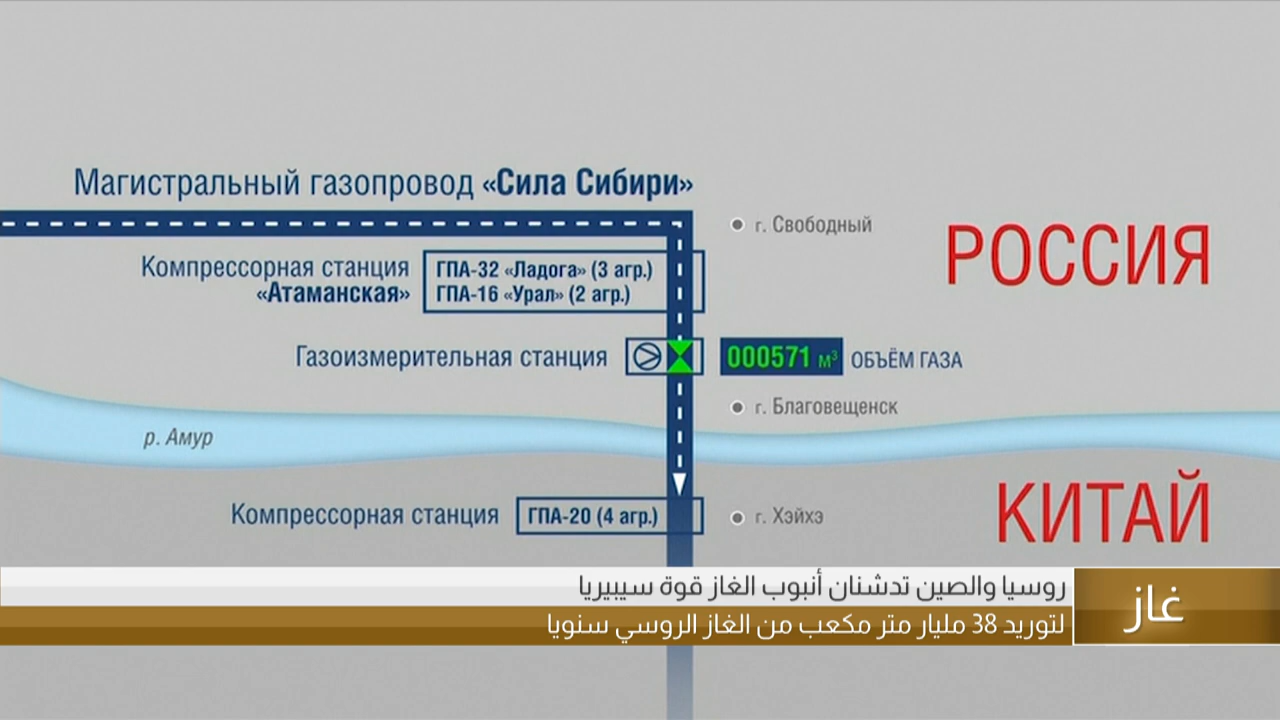 Магистральный газопровод «Сила Сибири»
г. Свободный
РОССИЯ
Компрессорная станция
«Атаманская»
ГПА-32 «Ладога» (3 агр.)
ГПА-16 «Урал» (2 агр.)
Газоизмерительная станция
000571 м³ ОБЪЁМ ГАЗА
г. Благовещенск
р. Амур
КИТАЙ
Компрессорная станция
ГПА-20 (4 агр.)
г. Хэйхэ
غاز
روسيا والصين تدشنان أنبوب الغاز قوة سيبيريا
لتوريد 38 مليار متر مكعب من الغاز الروسي سنويا